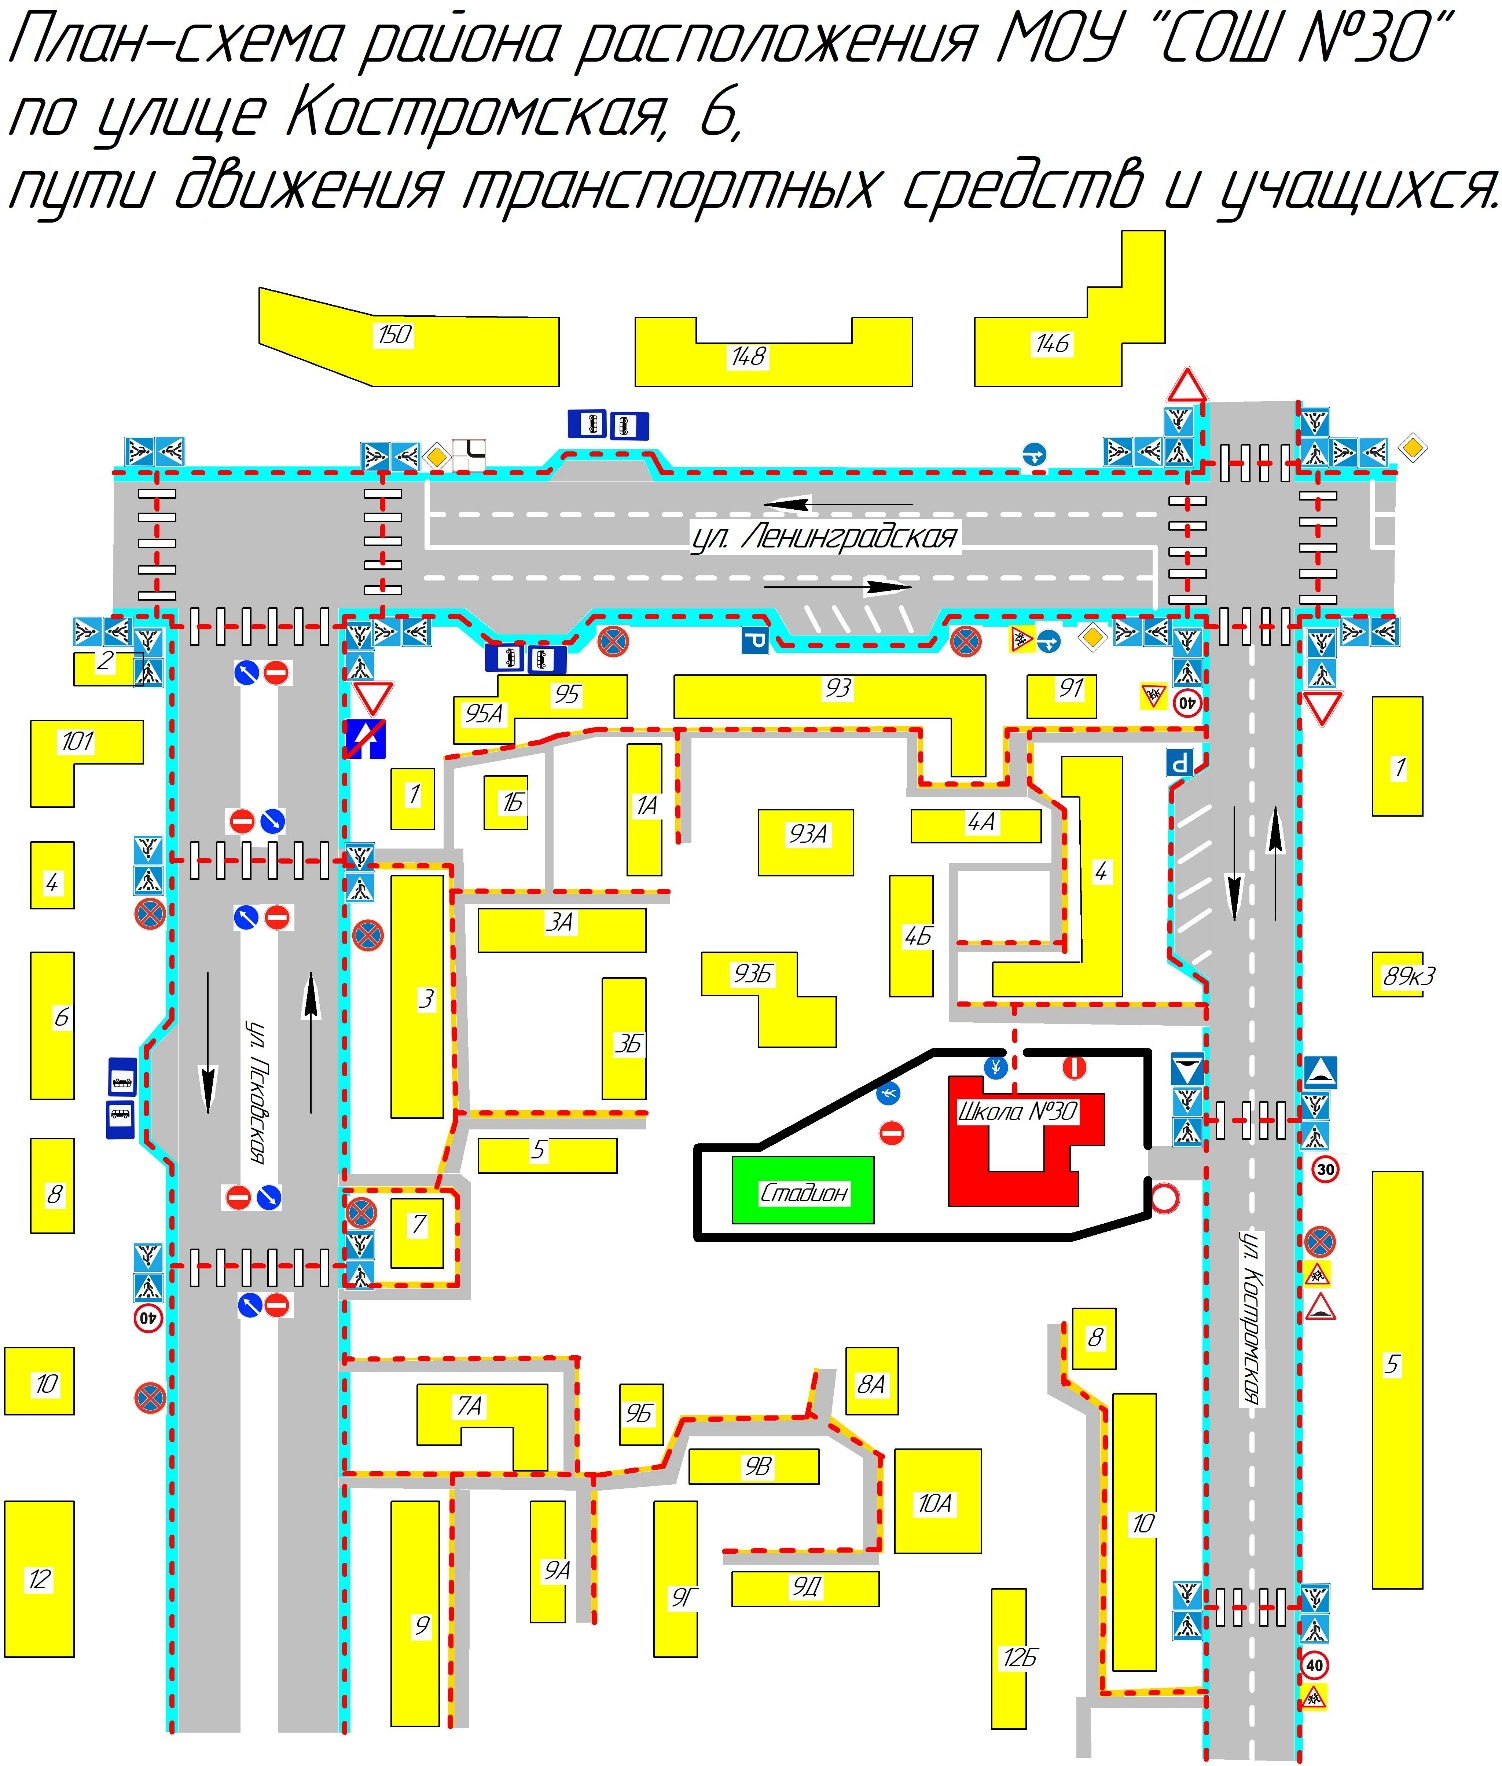 План-схема района расположения МОУ "СОШ №30"
по улице Костромская, 6,
пути движения транспортных средств и учащихся.
150
148
146
ул. Ленинградская
P
2
95
93
91
95А
40
101
1
1Б
1А
P
1
93А
4А
4
4
3А
4Б
93Б
89к3
3
6
ул. Псковская
3Б
Школа №30
5
30
8
Стадион
7
ул. Костромская
40
8
10
7А
9Б
8А
5
9В
10А
10
12
9А
9Г
9Д
9
12Б
40